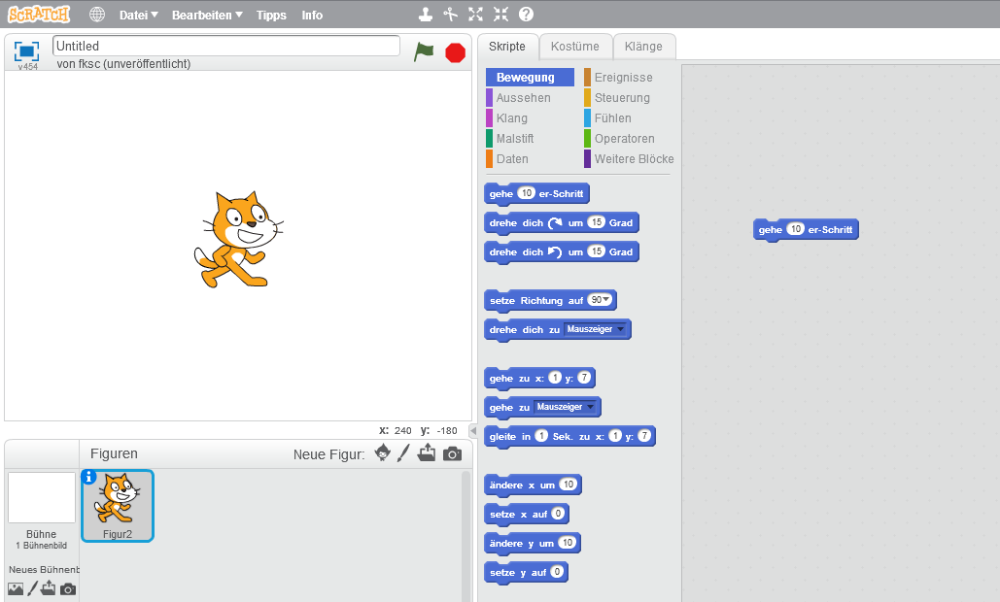 SCRATCH
Datei
Bearbeiten
Tipps
Info
v454
Untitled
von fksc (unveröffentlicht)
x: 240 y: -180
Figuren
Neue Figur:
Bühne
1 Bühnenbild
Neues Bühnenb
Figur2
Skripte
Kostüme
Klänge
Bewegung
Ereignisse
Aussehen
Steuerung
Klang
Fühlen
Malstift
Operatoren
Daten
Weitere Blöcke
gehe 10 er-Schritt
drehe dich um 15 Grad
drehe dich um 15 Grad
setze Richtung auf 90
drehe dich zu Mauszeiger
gehe zu x: 1 y: 7
gehe zu Mauszeiger
gleite in 1 Sek. zu x: 1 y: 7
ändere x um 10
setze x auf 0
ändere y um 10
setze y auf 0
gehe 10 er-Schritt